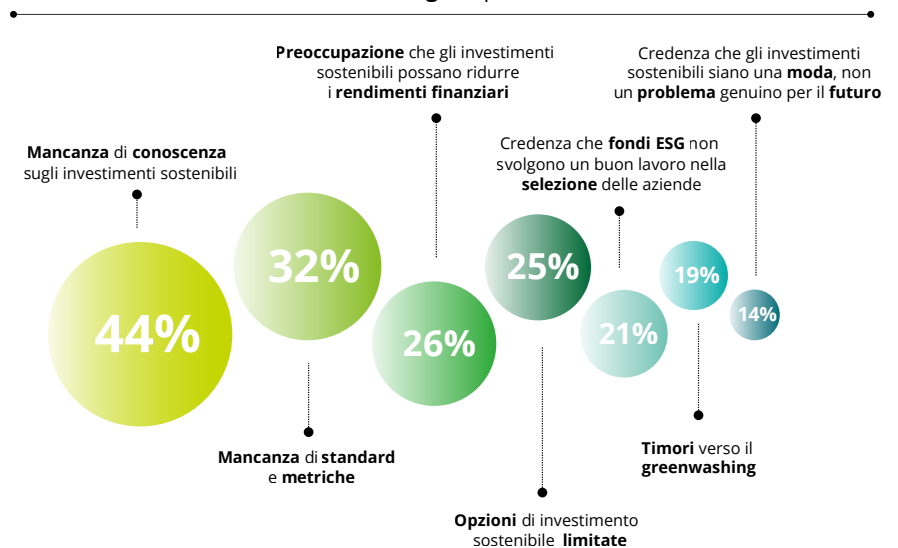 Preoccupazione che gli investimenti
sostenibili possano ridurre
i rendimenti finanziari
Credenza che gli investimenti
sostenibili siano una moda, non
un problema genuino per il futuro
Mancanza di conoscenza
sugli investimenti sostenibili
Credenza che fondi ESG non
svolgono un buon lavoro nella
selezione delle aziende
44%
32%
26%
25%
21%
19%
14%
Mancanza di standard
e metriche
Timori verso il
greenwashing
Opzioni di investimento
sostenibile limitate